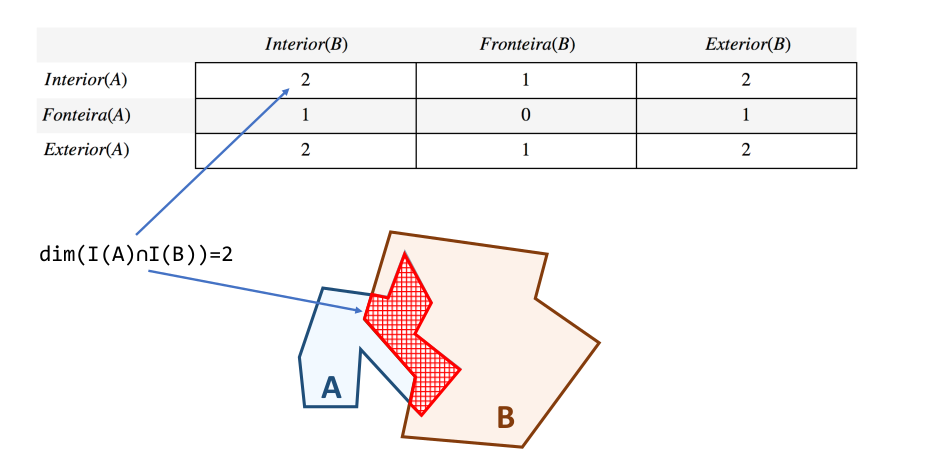 Interior(B) Fronteira(B) Exterior(B)
Interior(A) 2 1 2
Fonteira(A) 1 0 1
Exterior(A) 2 1 2
dim(I(A)∩I(B))=2
A
B